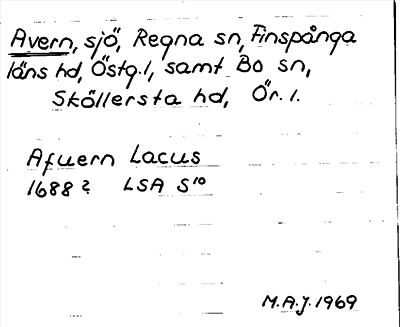 Avern, sjö, Regna sn, Finspånga
läns hd, Östg.l, samt Bo sn,
Sköllersta hd, Ör. l.
Afuern Lacus
1688? LSA S10
M.A.J. 1969